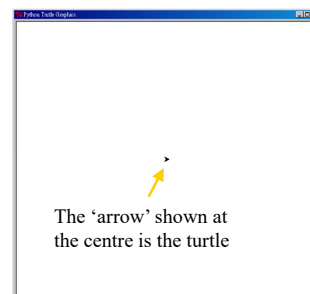 Python Turtle Graphics
The ‘arrow’ shown at
the centre is the turtle